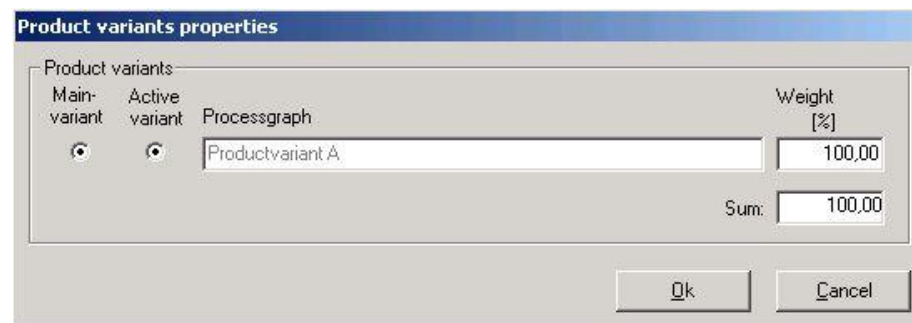 Product variants properties
Product variants
Main- Active Weight
variant variant Processgraph [%]
Productvariant A 100,00
Sum: 100,00
Ok Cancel